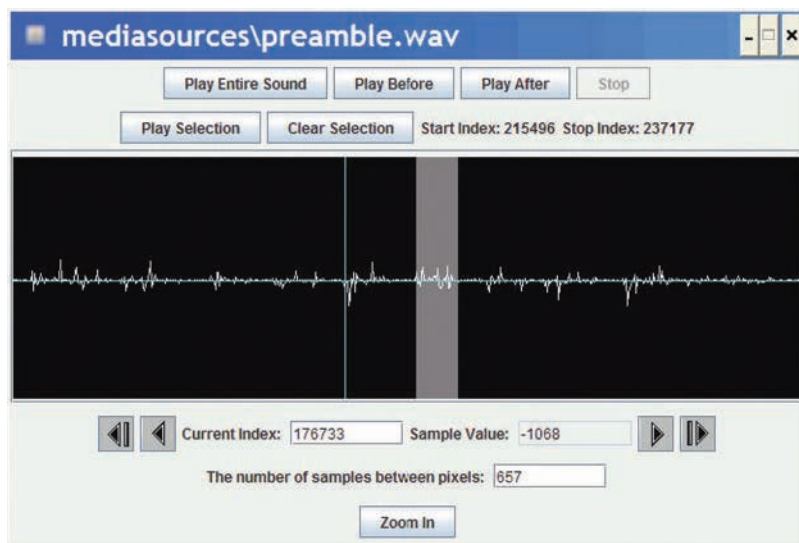 mediasources\preamble.wav
Play Entire Sound Play Before Play After Stop
Play Selection Clear Selection Start Index: 215496 Stop Index: 237177
Current Index: 176733 Sample Value: -1068
The number of samples between pixels: 657
Zoom In